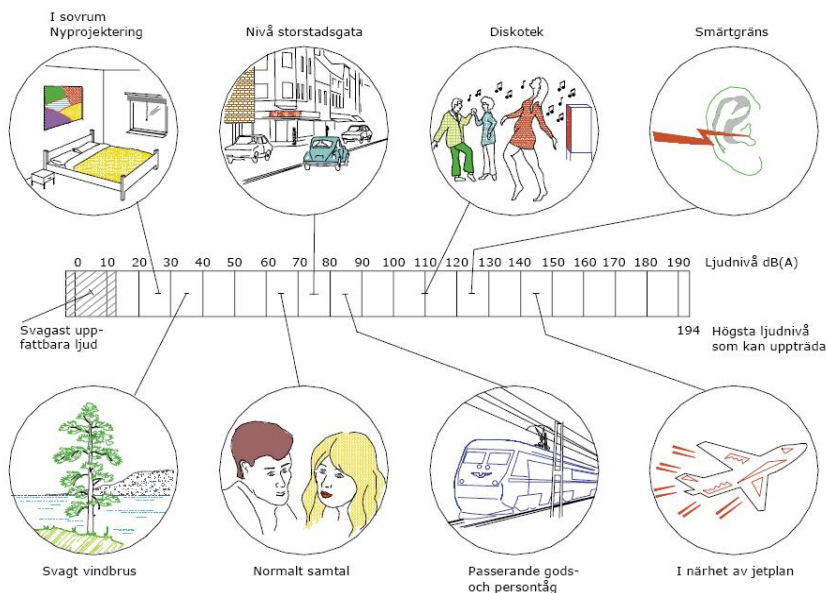 I sovrum
Nyprojektering
Nivå storstadsgata
Diskotek
Smärtgräns
0 10 20 30 40 50 60 70 80 90 100 110 120 130 140 150 160 170 180 190 Ljudnivå dB(A)
Svagast upp-
fattbara ljud
194 Högsta ljudnivå
som kan uppträda
Svagt vindbrus
Normalt samtal
Passerande gods-
och persontåg
I närhet av jetplan